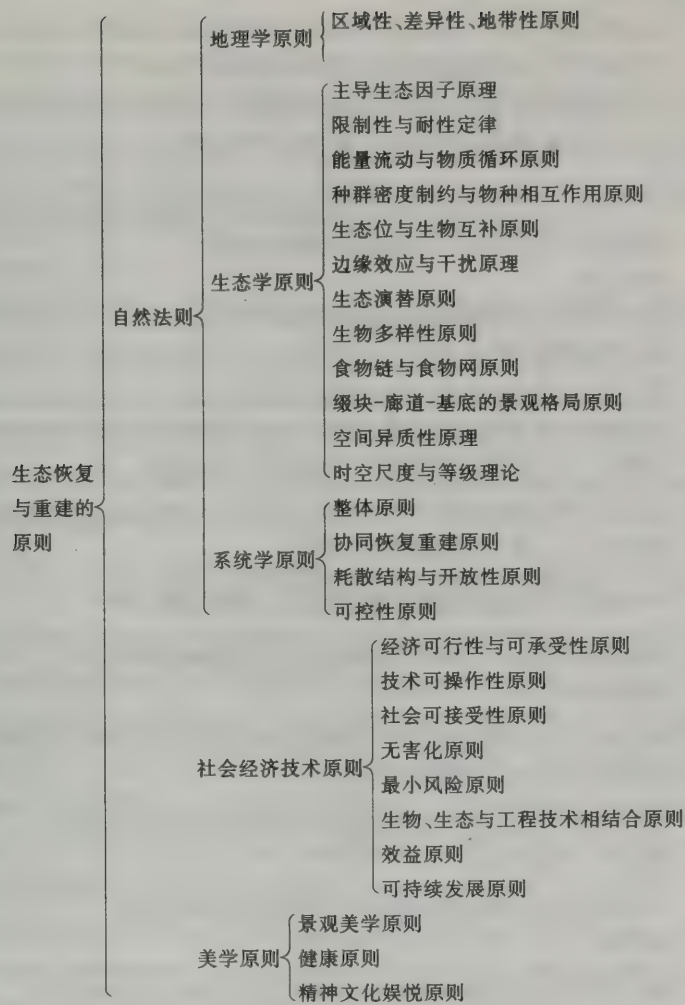 地理学原则
区域性、差异性、地带性原则
主导生态因子原理
限制性与耐性定律
能量流动与物质循环原则
种群密度制约与物种相互作用原则
生态位与生物互补原则
生态学原则
边缘效应与干扰原理
自然法则
生态演替原则
生物多样性原则
食物链与食物网原则
缀块-廊道-基底的景观格局原则
空间异质性原理
生态恢复
与重建的
原则
时空尺度与等级理论
整体原则
协同恢复重建原则
系统学原则
耗散结构与开放性原则
可控性原则
经济可行性与可承受性原则
技术可操作性原则
社会可接受性原则
无害化原则
社会经济技术原则
最小风险原则
生物、生态与工程技术相结合原则
效益原则
可持续发展原则
景观美学原则
美学原则
健康原则
精神文化娱悦原则